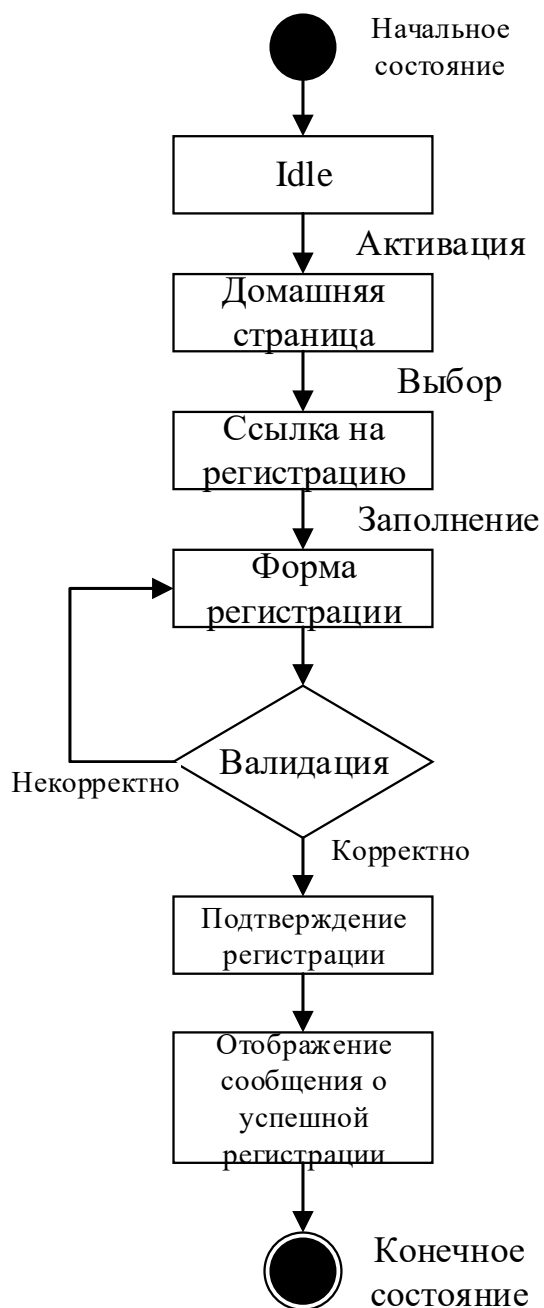 Начальное
состояние
Idle
Активация
Домашняя
страница
Выбор
Ссылка на
регистрацию
Заполнение
Форма
регистрации
Валидация
Некорректно
Корректно
Подтверждение
регистрации
Отображение
сообщения о
успешной
регистрации
Конечное
состояние